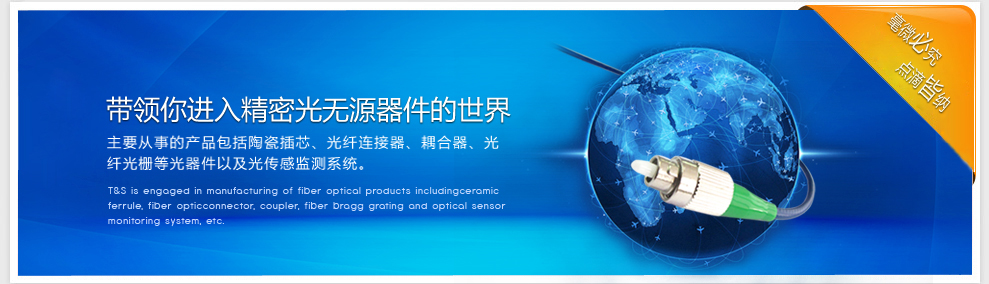 带领你进入精密光无源器件的世界
主要从事的产品包括陶瓷插芯、光纤连接器、耦合器、光
纤光栅等光器件以及光传感监测系统。
T&S is engaged in manufacturing of fiber optical products includingceramic
ferrule, fiber opticconnector, coupler, fiber bragg grating and optical sensor
monitoring system, etc.
毫微必究
点滴皆纳